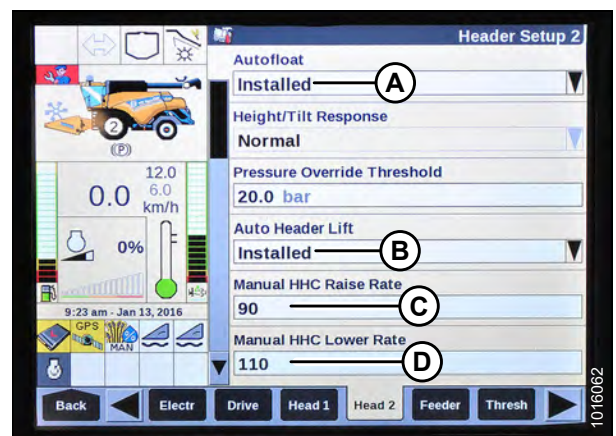 Header Setup 2
Autofloat
Installed
A
Height/Tilt Response
Normal
2
(P)
Pressure Override Threshold
20.0 bar
12.0
0.0
6.0
km/h
Auto Header Lift
Installed
B
0%
Manual HHC Raise Rate
90
C
9:23 am - Jan 13, 2016
GPS
MAN
Manual HHC Lower Rate
110
D
Back
Electr
Drive
Head 1
Head 2
Feeder
Thresh
1016062